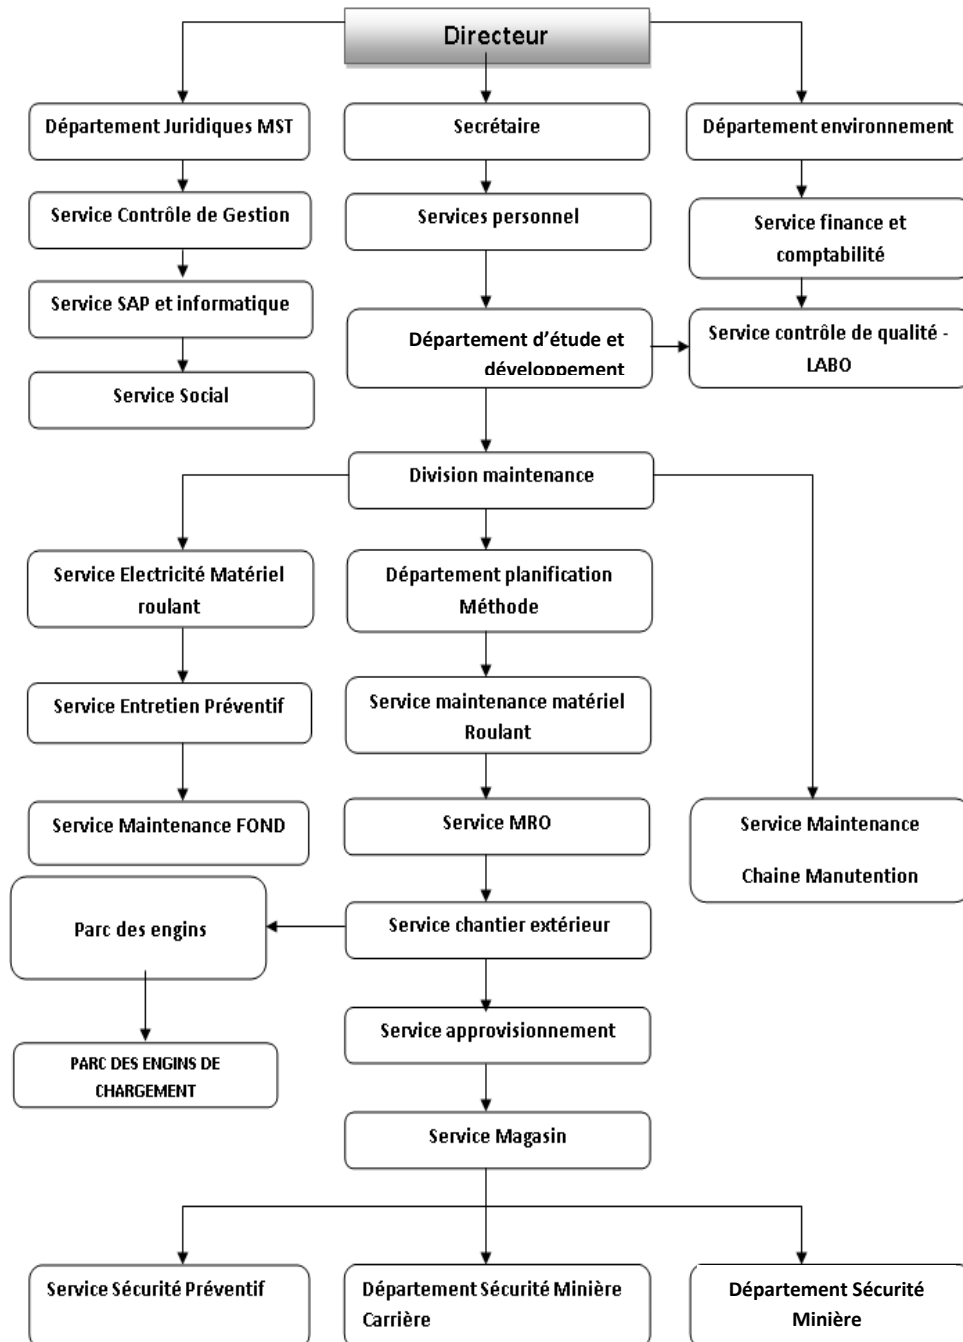 Directeur
Département Juridiques MST
Secrétaire
Département environnement
Service Contrôle de Gestion
Services personnel
Service finance et
comptabilité
Service SAP et informatique
Département d'étude et
développement
Service contrôle de qualité -
LABO
Service Social
Division maintenance
Service Electricité Matériel
roulant
Département planification
Méthode
Service Entretien Préventif
Service maintenance matériel
Roulant
Service Maintenance FOND
Service MRO
Service Maintenance
Chaine Manutention
Parc des engins
Service chantier extérieur
PARC DES ENGINS DE
CHARGEMENT
Service approvisionnement
Service Magasin
Service Sécurité Préventif
Département Sécurité Minière
Carrière
Département Sécurité
Minière